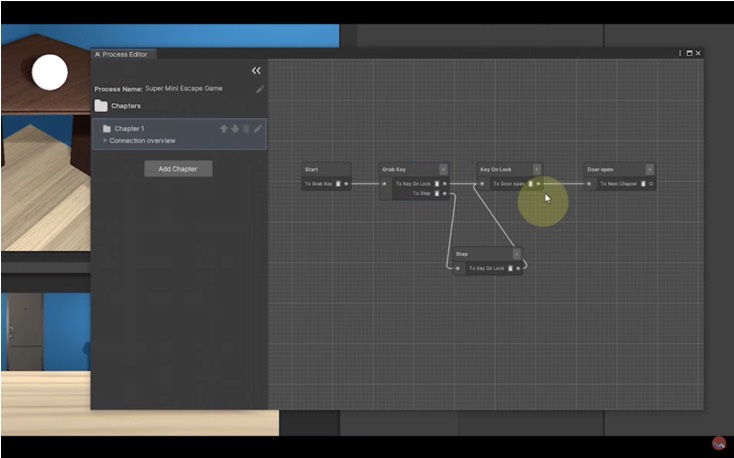 Process Editor
Process Name: Super Mini Escape Game
Chapters
Chapter 1
Connection overview
Add Chapter
Start
To Grab Key
Grab Key
To Key On Lock
To Step
Key On Lock
To Door open
Door open
To Next Chapter
Step
To Key On Lock